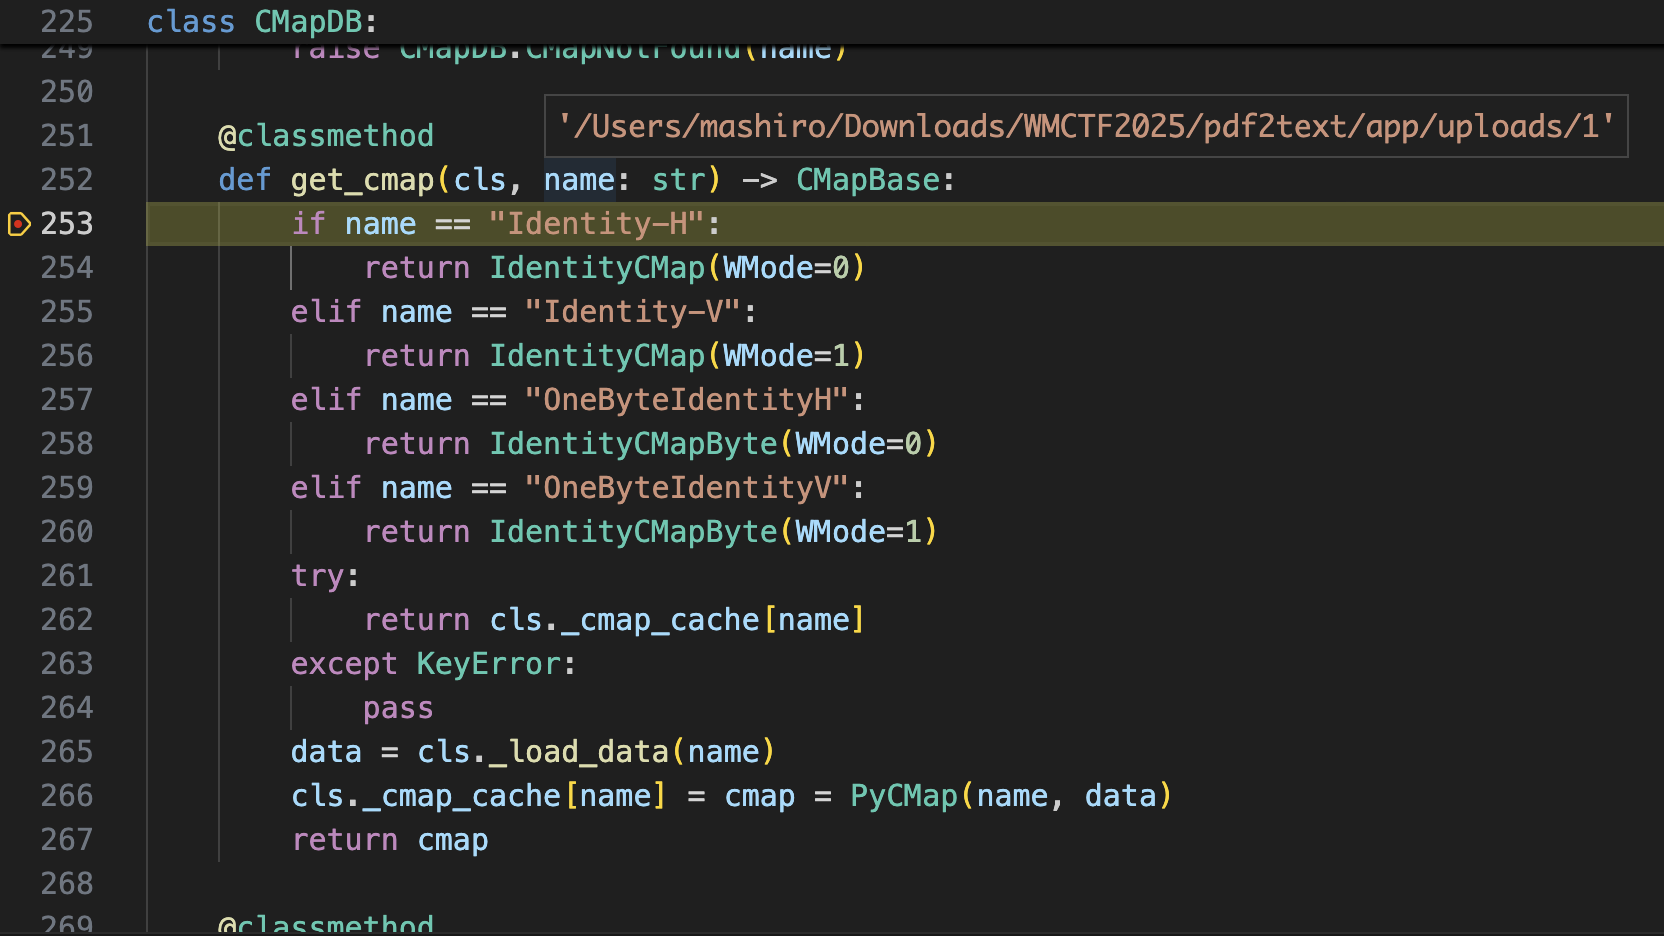 225 class CMapDB:
249 raise CMapDB.CMapNotFound(name)
250
'/Users/mashiro/Downloads/WMCTF2025/pdf2text/app/uploads/1'
251 @classmethod
252 def get_cmap(cls, name: str) -> CMapBase:
253 if name == "Identity-H":
254 return IdentityCMap(WMode=0)
255 elif name == "Identity-V":
256 return IdentityCMap(WMode=1)
257 elif name == "OneByteIdentityH":
258 return IdentityCMapByte(WMode=0)
259 elif name == "OneByteIdentityV":
260 return IdentityCMapByte(WMode=1)
261 try:
262 return cls._cmap_cache[name]
263 except KeyError:
264 pass
265 data = cls._load_data(name)
266 cls._cmap_cache[name] = cmap = PyCMap(name, data)
267 return cmap
268
269 @classmethod